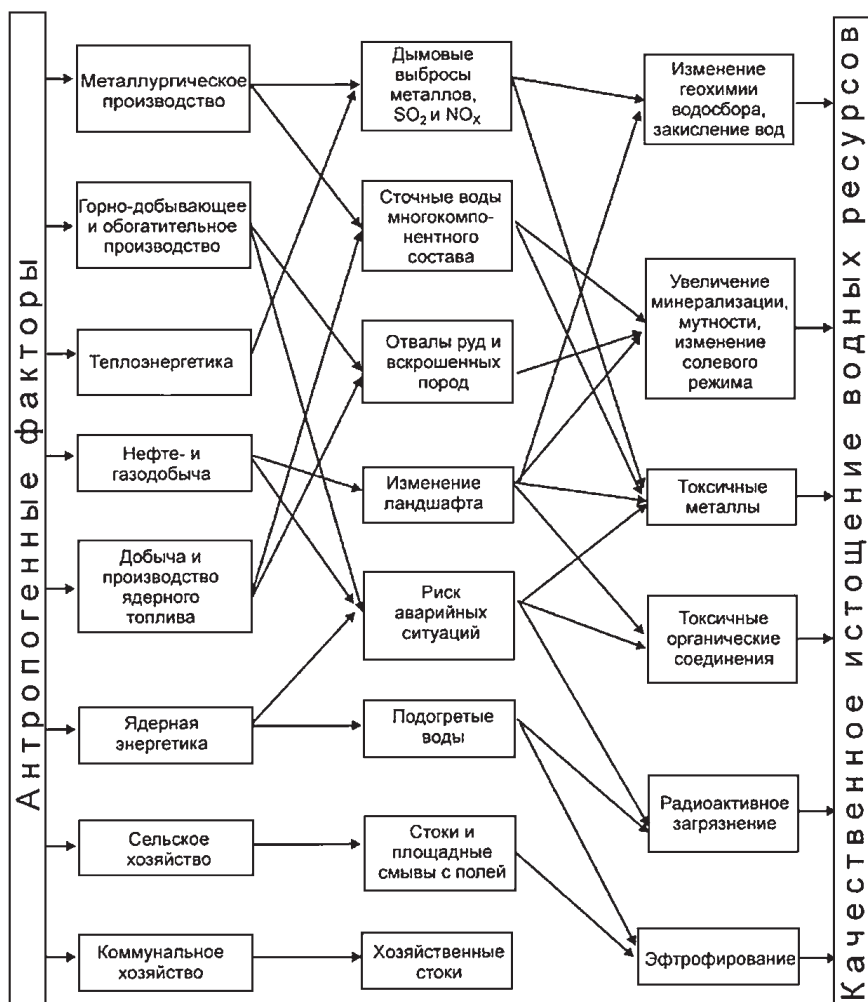 Антропогенные факторы
Металлургическое
производство
Горно-добывающее
и обогатительное
производство
Теплоэнергетика
Нефте- и
газодобыча
Добыча и
производство
ядерного
топлива
Ядерная
энергетика
Сельское
хозяйство
Коммунальное
хозяйство
Дымовые
выбросы
металлов,
SO₂ и NOₓ
Сточные воды
многокомпо-
нентного
состава
Отвалы руд и
вскрошенных
пород
Изменение
ландшафта
Риск
аварийных
ситуаций
Подогретые
воды
Стоки и
площадные
смывы с полей
Хозяйственные
стоки
Изменение
геохимии
водосбора,
закисление вод
Увеличение
минерализации,
мутности,
изменение
солевого
режима
Токсичные
металлы
Токсичные
органические
соединения
Радиоактивное
загрязнение
Эфтрофирование
Качественное истощение водных ресурсов